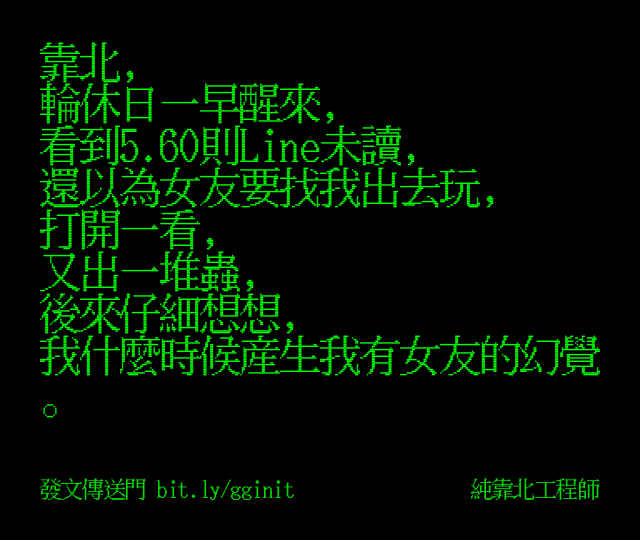 靠北,
輪休日一早醒來,
看到5.60則Line未讀,
還以為女友要找我出去玩,
打開一看,
又出一堆蟲,
後來仔細想想,
我什麼時候產生我有女友的幻覺
。
發文傳送門 bit.ly/gginit
純靠北工程師